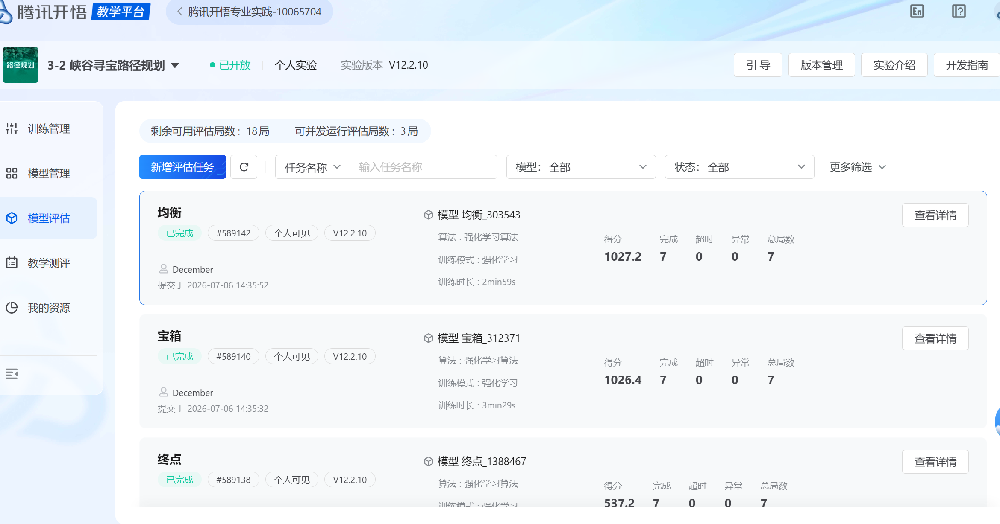 腾讯开悟 教学平台 腾讯开悟专业实践-10065704 En
路径规划 3-2 峡谷寻宝路径规划 已开放 个人实验 实验版本 V12.2.10 引导 版本管理 实验介绍 开发指南
训练管理
模型管理
模型评估
教学测评
我的资源
剩余可用评估局数：18局 可并发运行评估局数：3局
新增评估任务 任务名称 输入任务名称 模型： 全部 状态： 全部 更多筛选
均衡
已完成 #589142 个人可见 V12.2.10
December
提交于 2026-07-06 14:35:52
模型 均衡_303543
算法 : 强化学习算法
训练模式 : 强化学习
训练时长 : 2min59s
得分 完成 超时 异常 总局数
1027.2 7 0 0 7
查看详情
宝箱
已完成 #589140 个人可见 V12.2.10
December
提交于 2026-07-06 14:35:32
模型 宝箱_312371
算法 : 强化学习算法
训练模式 : 强化学习
训练时长 : 3min29s
得分 完成 超时 异常 总局数
1026.4 7 0 0 7
查看详情
终点
已完成 #589138 个人可见 V12.2.10
模型 终点_1388467
算法 : 强化学习算法
训练模式 : 强化学习
得分 完成 超时 异常 总局数
537.2 7 0 0 7
查看详情